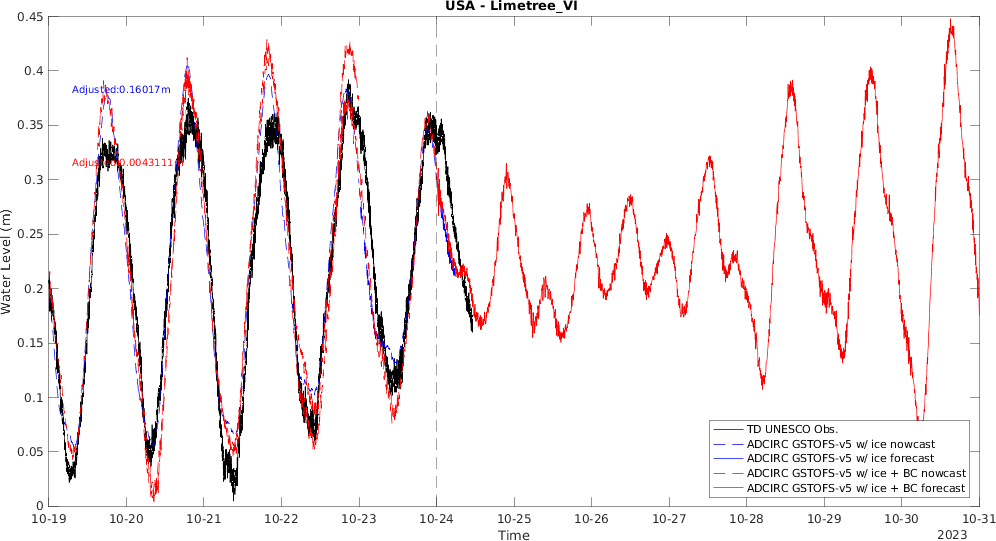 USA - Limetree_VI
0.45
0.4
0.35
0.3
0.25
0.2
0.15
0.1
0.05
0
Water Level (m)
Adjusted:0.16017m
Adjusted:0.0043111
10-19
10-20
10-21
10-22
10-23
10-24
10-25
10-26
10-27
10-28
10-29
10-30
10-31
Time
2023
TD UNESCO Obs.
ADCIRC GSTOFS-v5 w/ ice nowcast
ADCIRC GSTOFS-v5 w/ ice forecast
ADCIRC GSTOFS-v5 w/ ice + BC nowcast
ADCIRC GSTOFS-v5 w/ ice + BC forecast